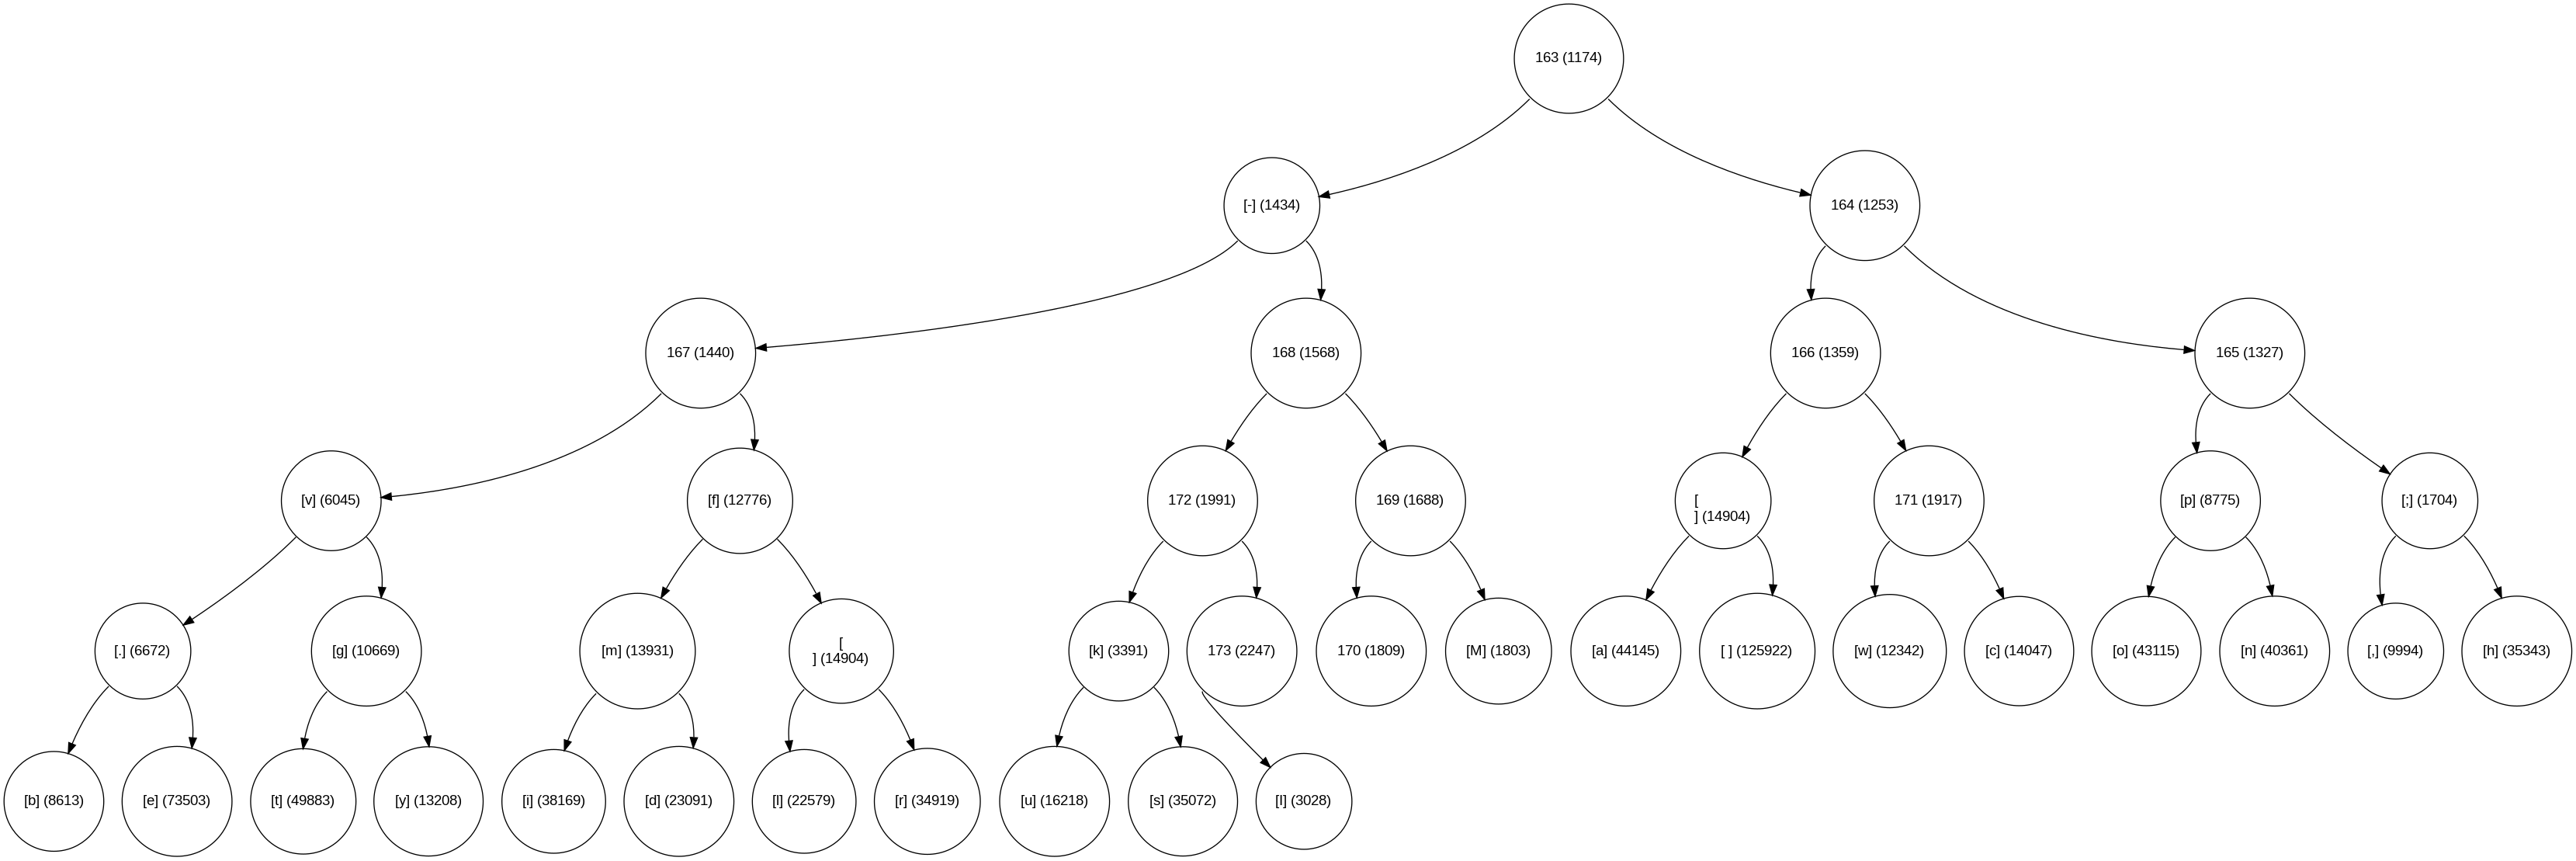 163 (1174)
[-] (1434)
164 (1253)
167 (1440)
168 (1568)
166 (1359)
165 (1327)
[v] (6045)
[f] (12776)
172 (1991)
169 (1688)
[
] (14904)
171 (1917)
[p] (8775)
[;] (1704)
[.] (6672)
[g] (10669)
[m] (13931)
[
] (14904)
[k] (3391)
173 (2247)
170 (1809)
[M] (1803)
[a] (44145)
[ ] (125922)
[w] (12342)
[c] (14047)
[o] (43115)
[n] (40361)
[,] (9994)
[h] (35343)
[b] (8613)
[e] (73503)
[t] (49883)
[y] (13208)
[i] (38169)
[d] (23091)
[l] (22579)
[r] (34919)
[u] (16218)
[s] (35072)
[I] (3028)